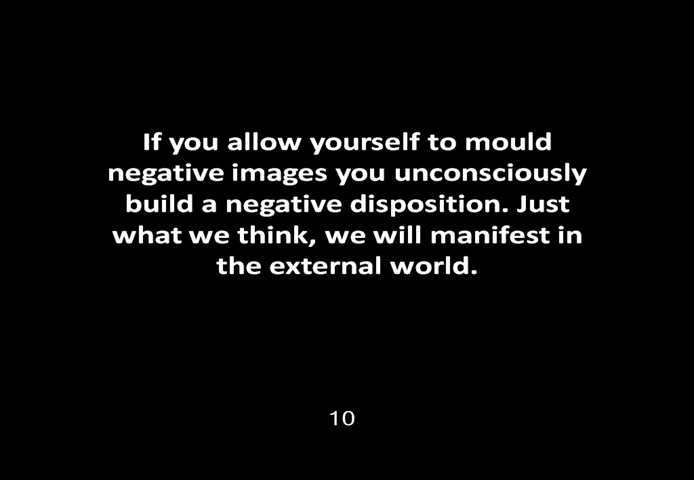 If you allow yourself to mould
negative images you unconsciously
build a negative disposition. Just
what we think, we will manifest in
the external world.
10